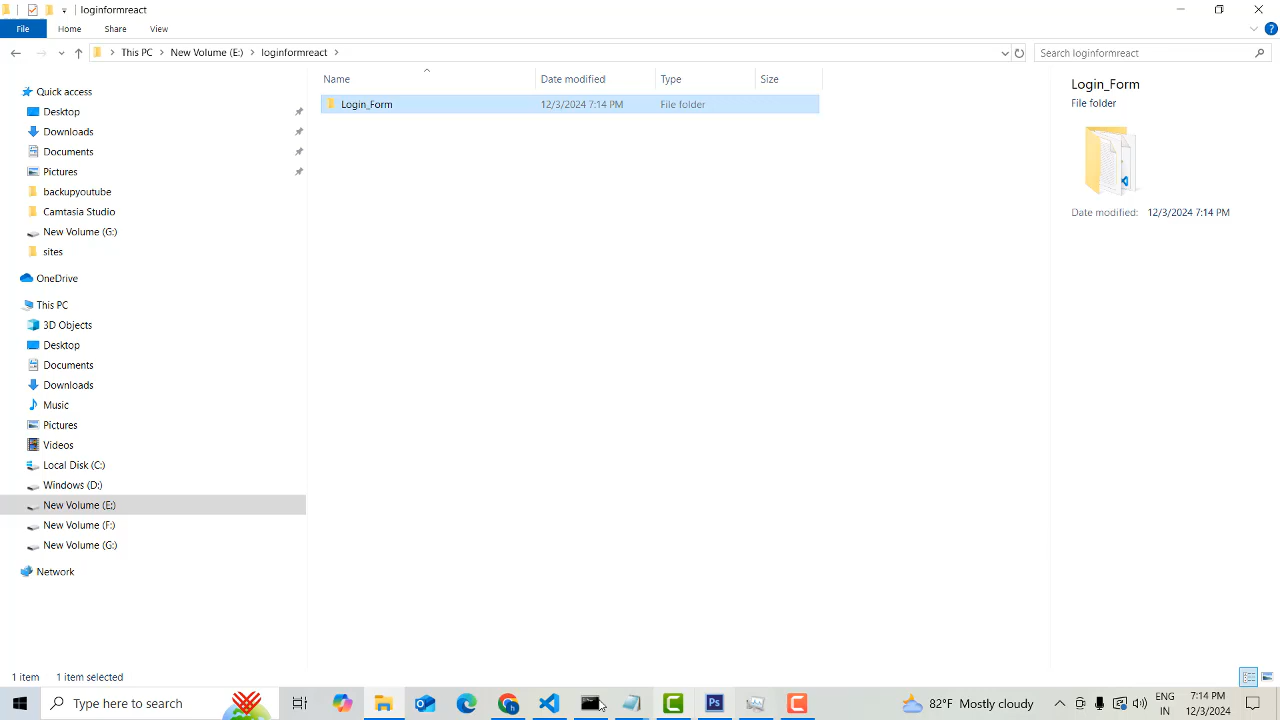 loginformreact
File
Home
Share
View
This PC
New Volume (E:)
loginformreact
Search loginformreact
Name
Date modified
Type
Size
Login_Form
12/3/2024 7:14 PM
File folder
Quick access
Desktop
Downloads
Documents
Pictures
backupyoutube
Camtasia Studio
New Volume (G:)
sites
OneDrive
This PC
3D Objects
Desktop
Documents
Downloads
Music
Pictures
Videos
Local Disk (C:)
Windows (D:)
New Volume (E:)
New Volume (F:)
New Volume (G:)
Network
Login_Form
File folder
Date modified: 12/3/2024 7:14 PM
1 item
1 item selected
Type here to search
82°F Mostly cloudy
ENG
IN
7:14 PM
12/3/2024